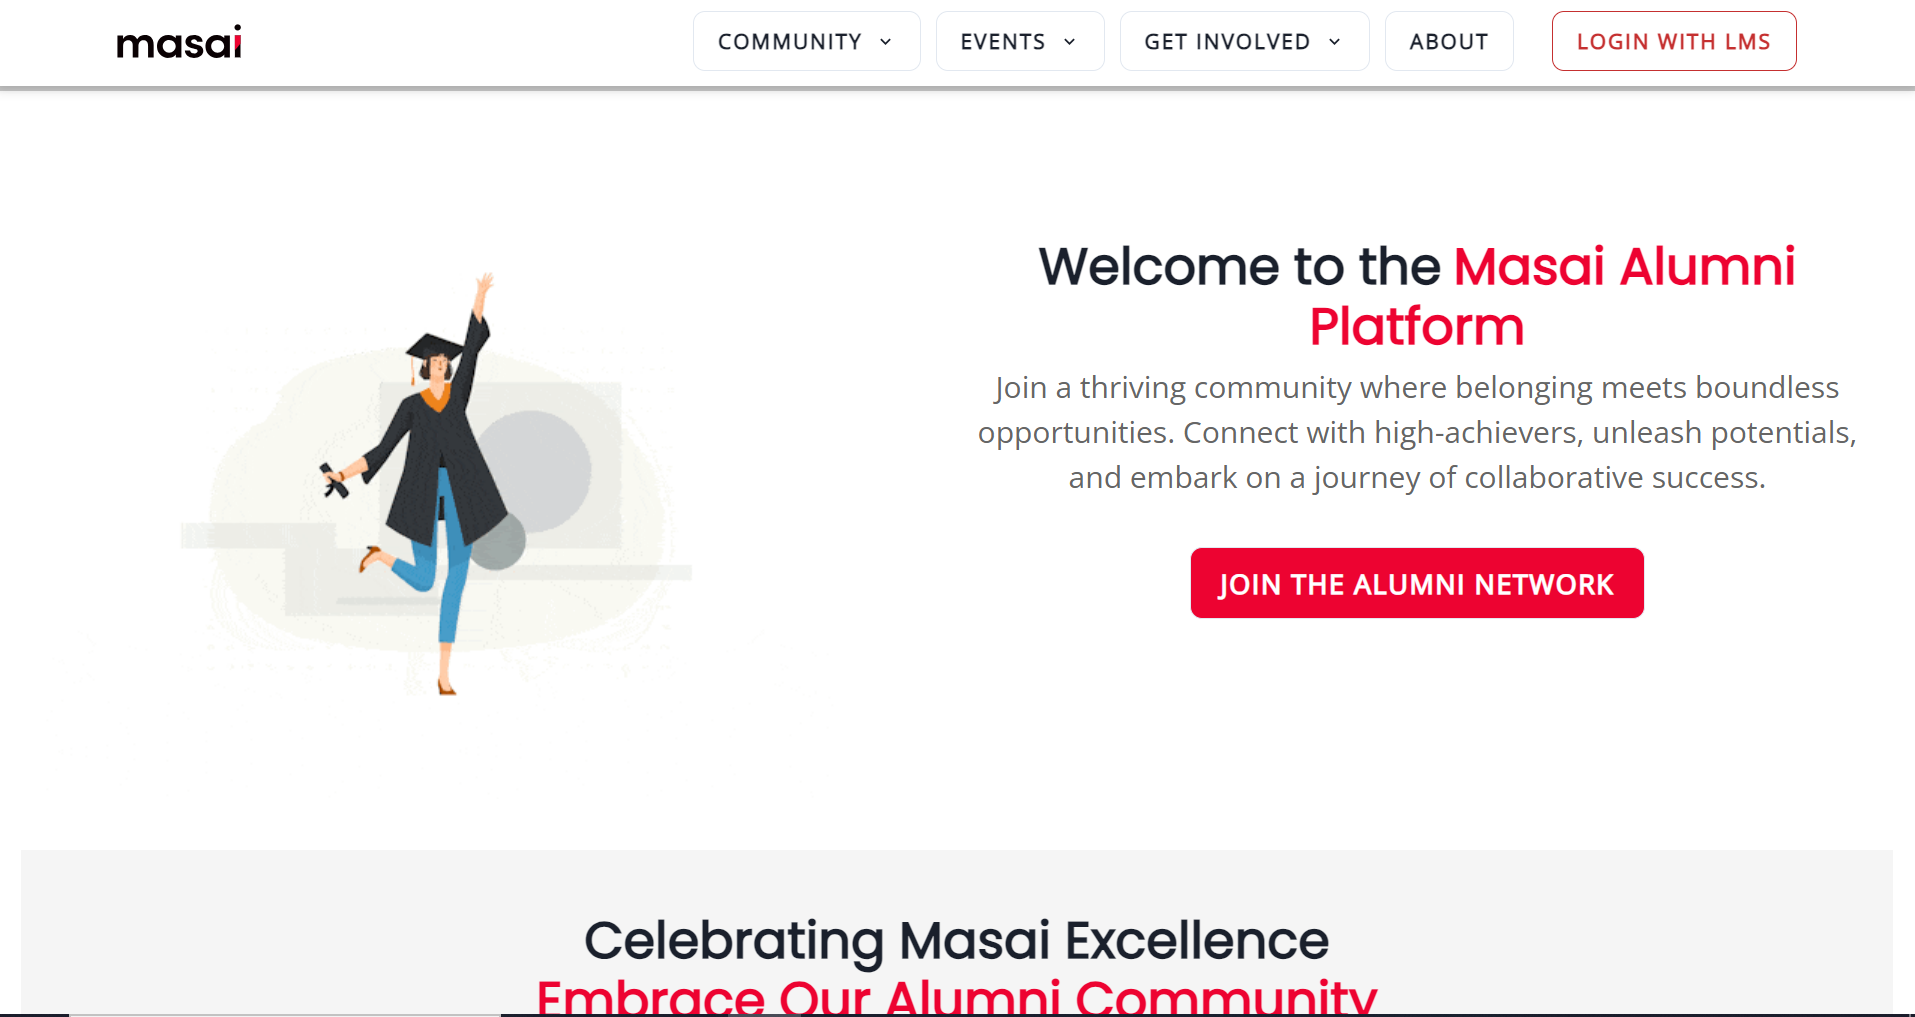 masai
COMMUNITY
EVENTS
GET INVOLVED
ABOUT
LOGIN WITH LMS
Welcome to the Masai Alumni
Platform
Join a thriving community where belonging meets boundless
opportunities. Connect with high-achievers, unleash potentials,
and embark on a journey of collaborative success.
JOIN THE ALUMNI NETWORK
Celebrating Masai Excellence
Embrace Our Alumni Community